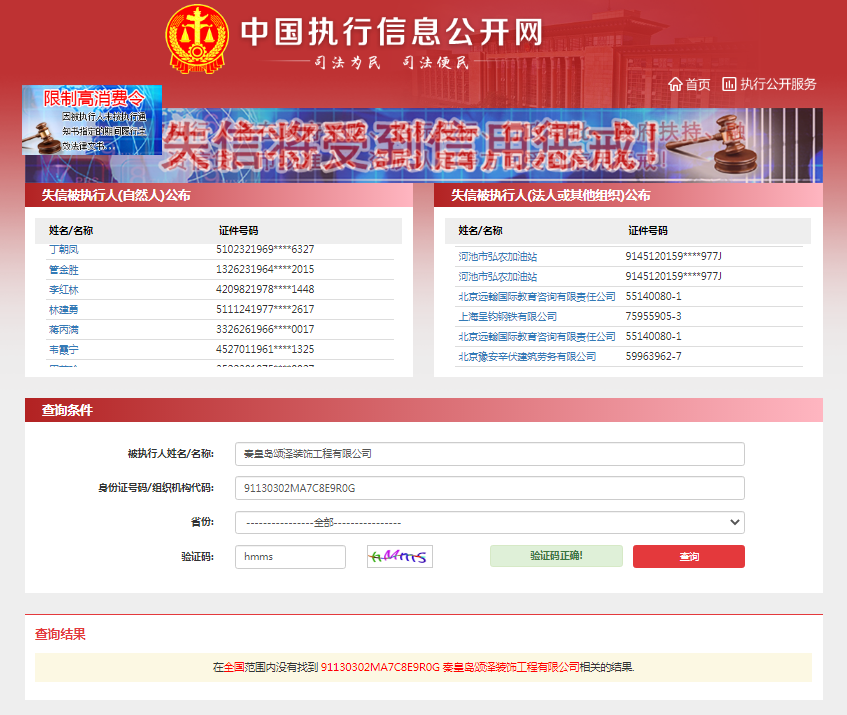 中国执行信息公开网
司法为民 司法便民
首页 执行公开服务
限制高消费令
失信将受到信用惩戒!
失信被执行人(自然人)公布
姓名/名称 证件号码
丁朝凤 5102321969****6327
管金胜 1326231964****2015
李红林 4209821978****1448
林建勇 5111241977****2617
蒋丙满 3326261966****0017
韦霞宁 4527011961****1325
失信被执行人(法人或其他组织)公布
姓名/名称 证件号码
河池市弘农加油站 9145120159****977J
河池市弘农加油站 9145120159****977J
北京远翰国际教育咨询有限责任公司 55140080-1
上海呈钧钢铁有限公司 75955905-3
北京远翰国际教育咨询有限责任公司 55140080-1
北京豫安辛伏建筑劳务有限公司 59963962-7
查询条件
被执行人姓名/名称: 秦皇岛颂泽装饰工程有限公司
身份证号码/组织机构代码: 91130302MA7C8E9R0G
省份: ----------------全部----------------
验证码: hmms hMms 验证码正确! 查询
查询结果
在全国范围内没有找到 91130302MA7C8E9R0G 秦皇岛颂泽装饰工程有限公司相关的结果.